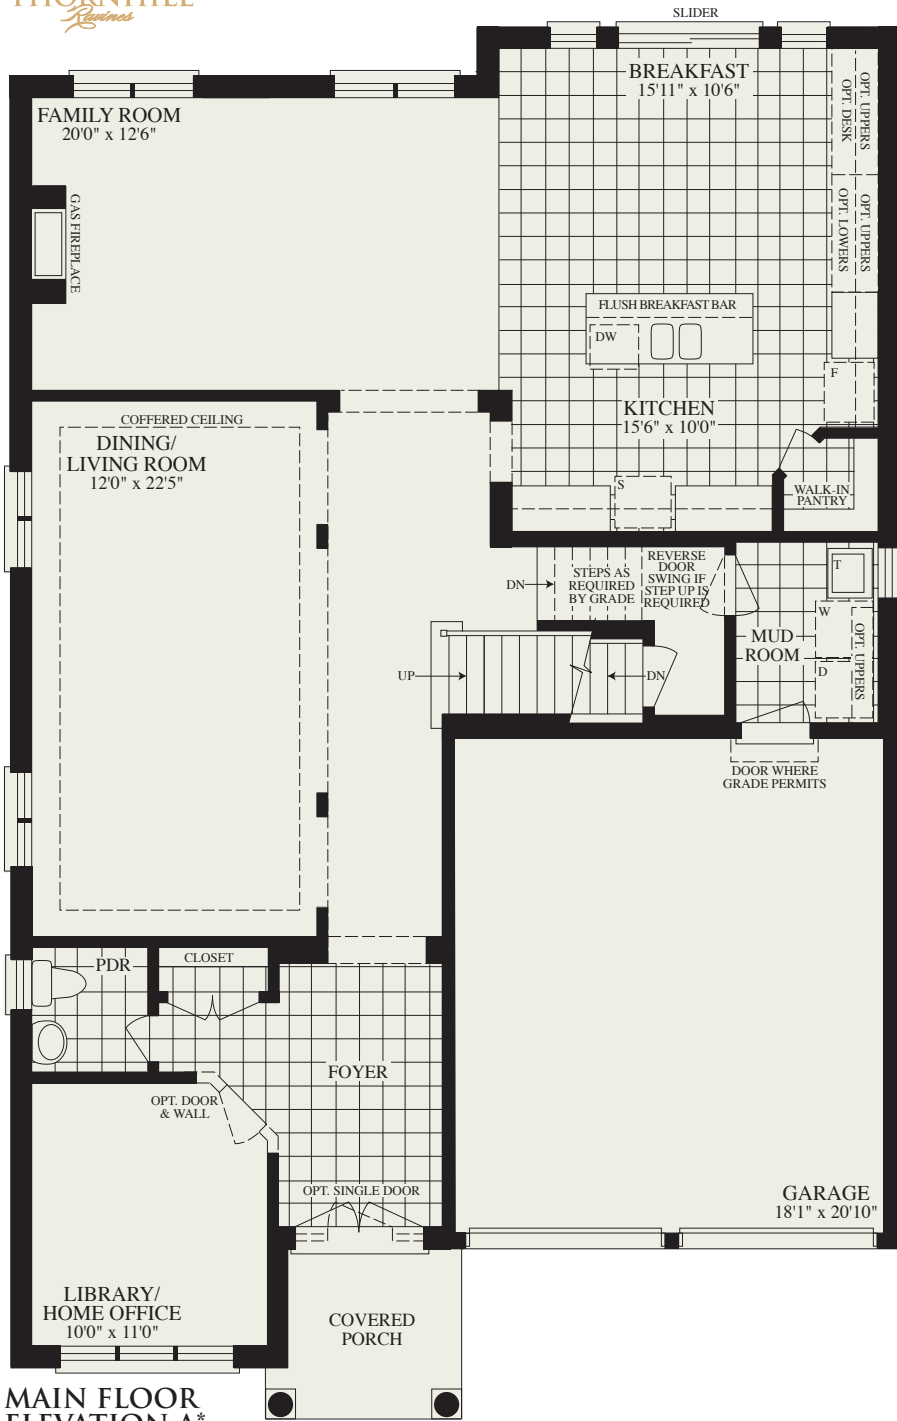 THORNHILL
Ravines
SLIDER
BREAKFAST
15'11" x 10'6"
FAMILY ROOM
20'0" x 12'6"
OPT. UPPERS
OPT. DESK
GAS FIREPLACE
OPT. UPPERS
OPT. LOWERS
FLUSH BREAKFAST BAR
DW
F
KITCHEN
15'6" x 10'0"
COFFERED CEILING
DINING/
LIVING ROOM
12'0" x 22'5"
S
WALK-IN
PANTRY
DN
STEPS AS
REQUIRED
BY GRADE
REVERSE
DOOR
SWING IF
STEP UP IS
REQUIRED
T
W
MUD
ROOM
OPT. UPPERS
D
UP
DN
DOOR WHERE
GRADE PERMITS
PDR
CLOSET
FOYER
OPT. DOOR
& WALL
OPT. SINGLE DOOR
GARAGE
18'1" x 20'10"
LIBRARY/
HOME OFFICE
10'0" x 11'0"
COVERED
PORCH
MAIN FLOOR
ELEVATION A*